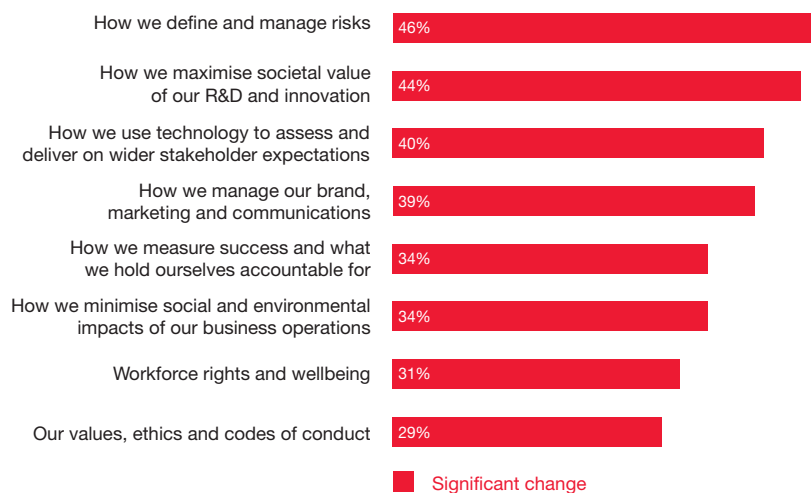 How we define and manage risks
46%
How we maximise societal value
of our R&D and innovation
44%
How we use technology to assess and
deliver on wider stakeholder expectations
40%
How we manage our brand,
marketing and communications
39%
How we measure success and what
we hold ourselves accountable for
34%
How we minimise social and environmental
impacts of our business operations
34%
Workforce rights and wellbeing
31%
Our values, ethics and codes of conduct
29%
Significant change